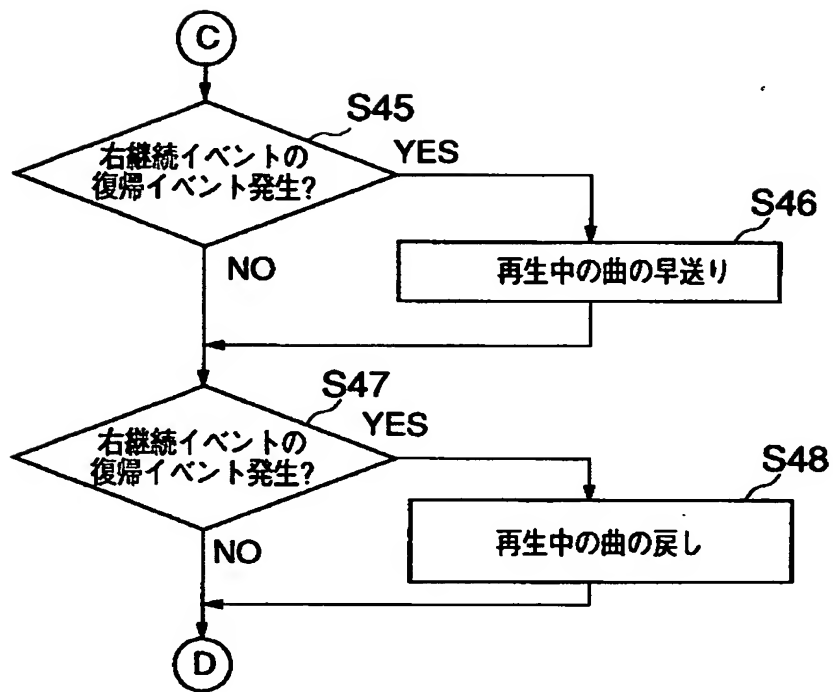 C
S45
右継続イベントの
復帰イベント発生?
YES
S46
NO
再生中の曲の早送り
S47
右継続イベントの
復帰イベント発生?
YES
S48
NO
再生中の曲の戻し
D